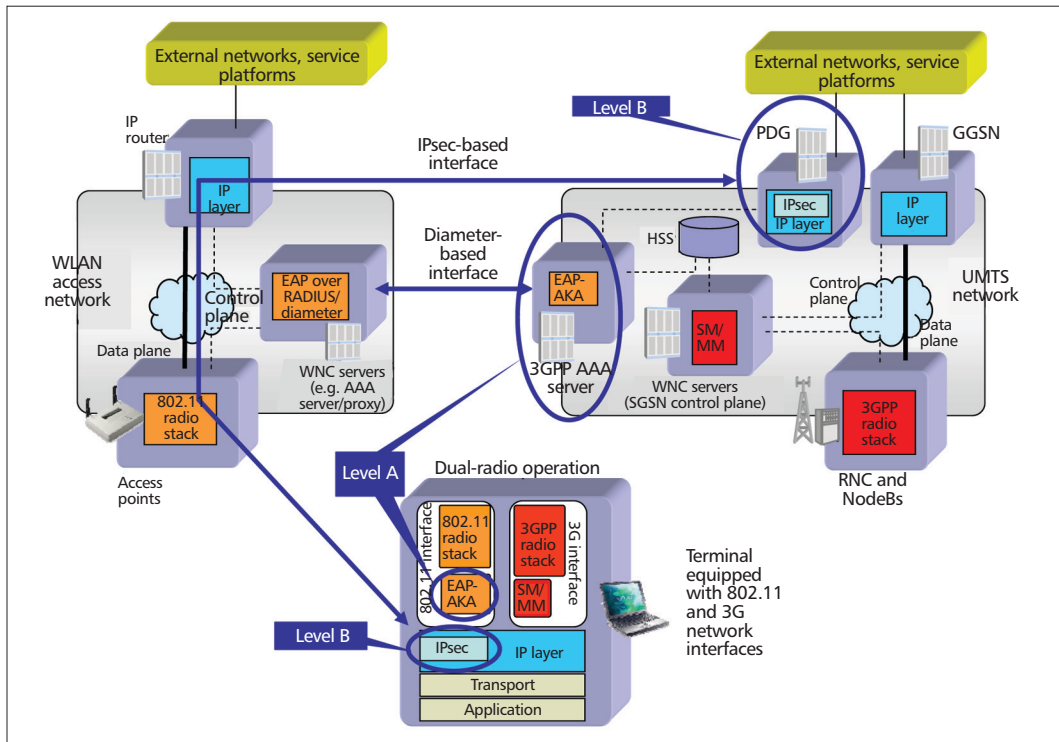 External networks, service
platforms
External networks, service
platforms
Level B
IP
router
PDG
GGSN
IPsec-based
interface
IP
layer
IPsec
IP layer
IP
layer
WLAN
access
network
Diameter-
based
interface
HSS
UMTS
network
EAP over
RADIUS/
diameter
Control
plane
EAP-
AKA
Control
plane
Data
plane
SM/
MM
Data plane
WNC servers
(e.g. AAA
server/proxy)
3GPP AAA
server
WNC servers
(SGSN control plane)
802.11
radio
stack
3GPP
radio
stack
Access
points
Level A
Dual-radio operation
RNC and
NodeBs
802.11 interface
802.11
radio
stack
3GPP
radio
stack
3G interface
EAP-
AKA
SM/
MM
Terminal
equipped
with 802.11
and 3G
network
interfaces
Level B
IPsec
IP layer
Transport
Application